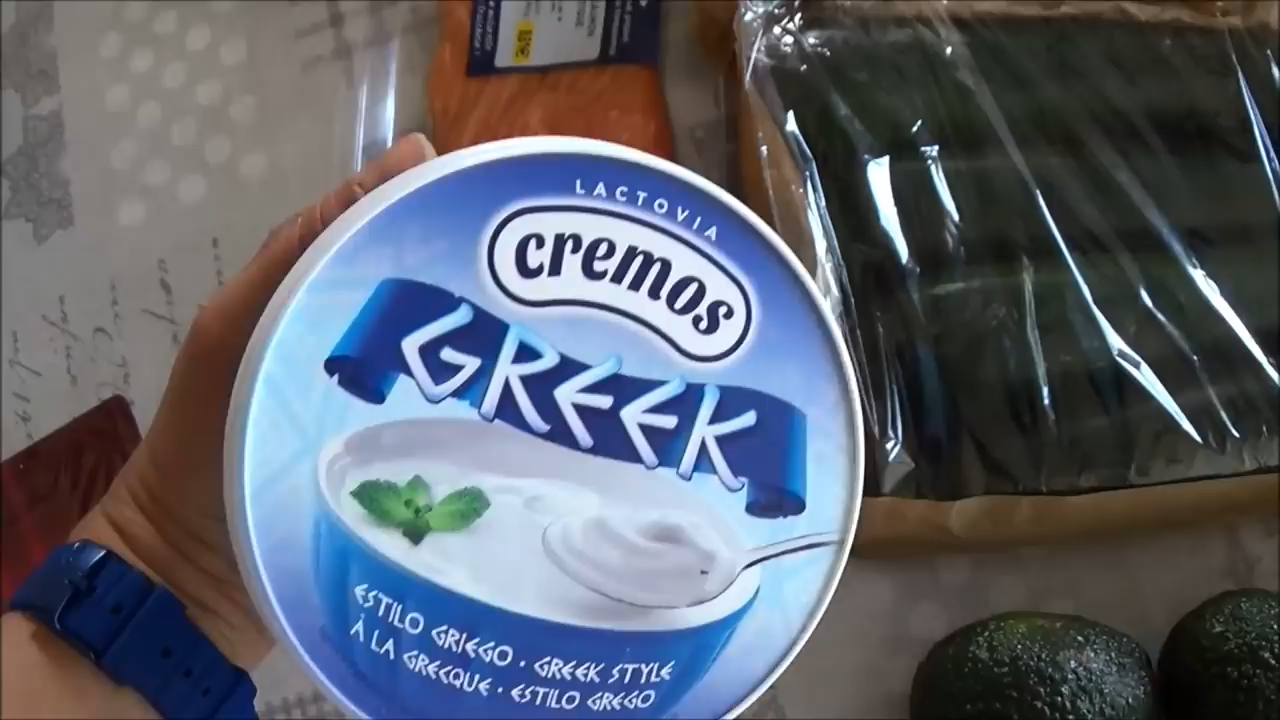 LACTOVIA
cremos
GREEK
ESTILO GRIEGO · GREEK STYLE
À LA GRECQUE · ESTILO GREGO